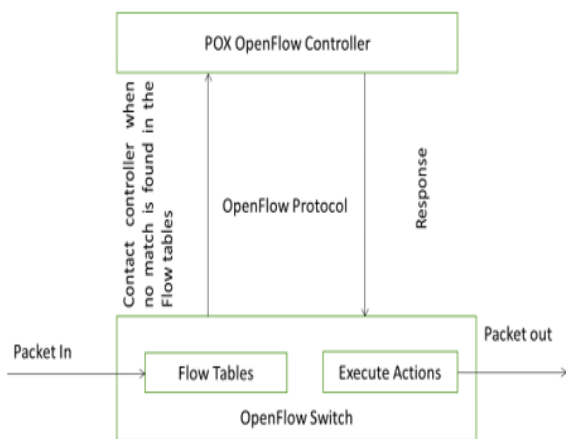 POX OpenFlow Controller
Contact controller when
no match is found in the
Flow tables
OpenFlow Protocol
Response
Packet In
Flow Tables
Execute Actions
Packet out
OpenFlow Switch